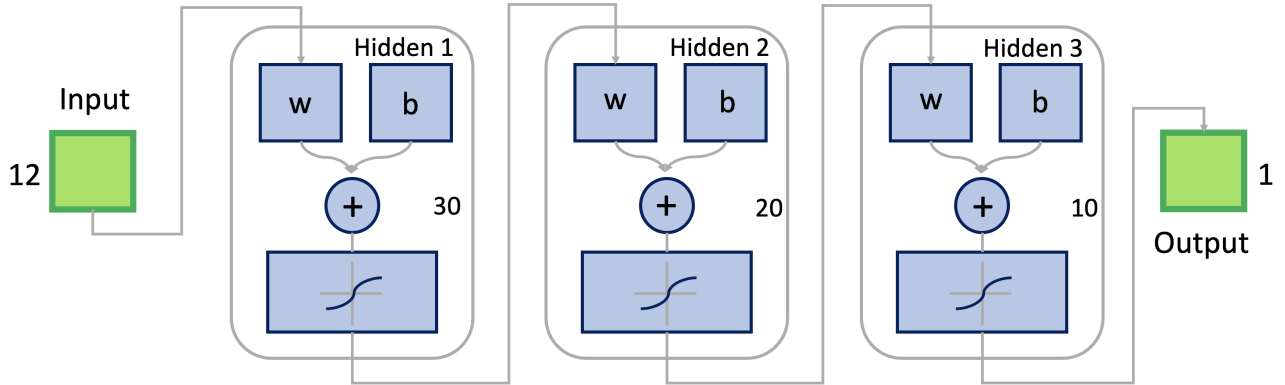 Input
12
Hidden 1
w
b
+
30
Hidden 2
w
b
+
20
Hidden 3
w
b
+
10
1
Output